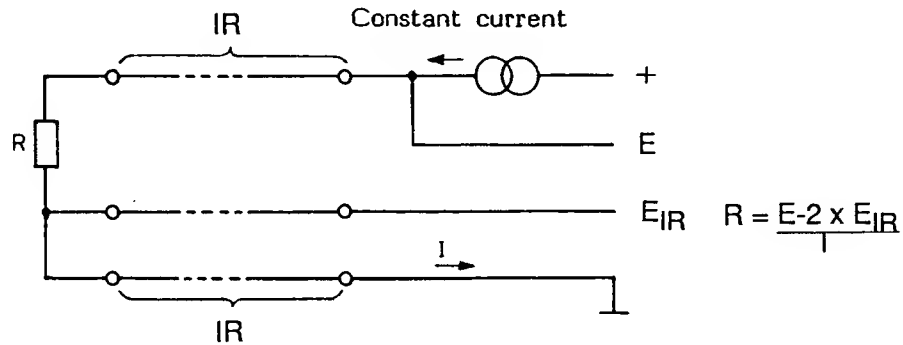 Constant current
IR
+
R
E
E_IR R = E-2 x E_IR
I
I
IR